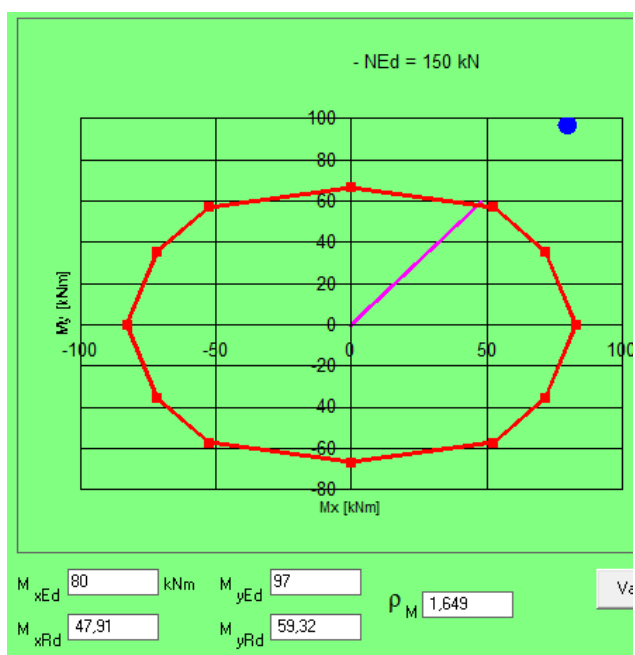 - NEd = 150 kN
100
80
60
40
20
0
-100 -50 0 50 100
-20
-40
-60
-80
My [kNm]
Mx [kNm]
M xEd 80 kNm M yEd 97
ρ M 1,649
M xRd 47,91 M yRd 59,32
Va